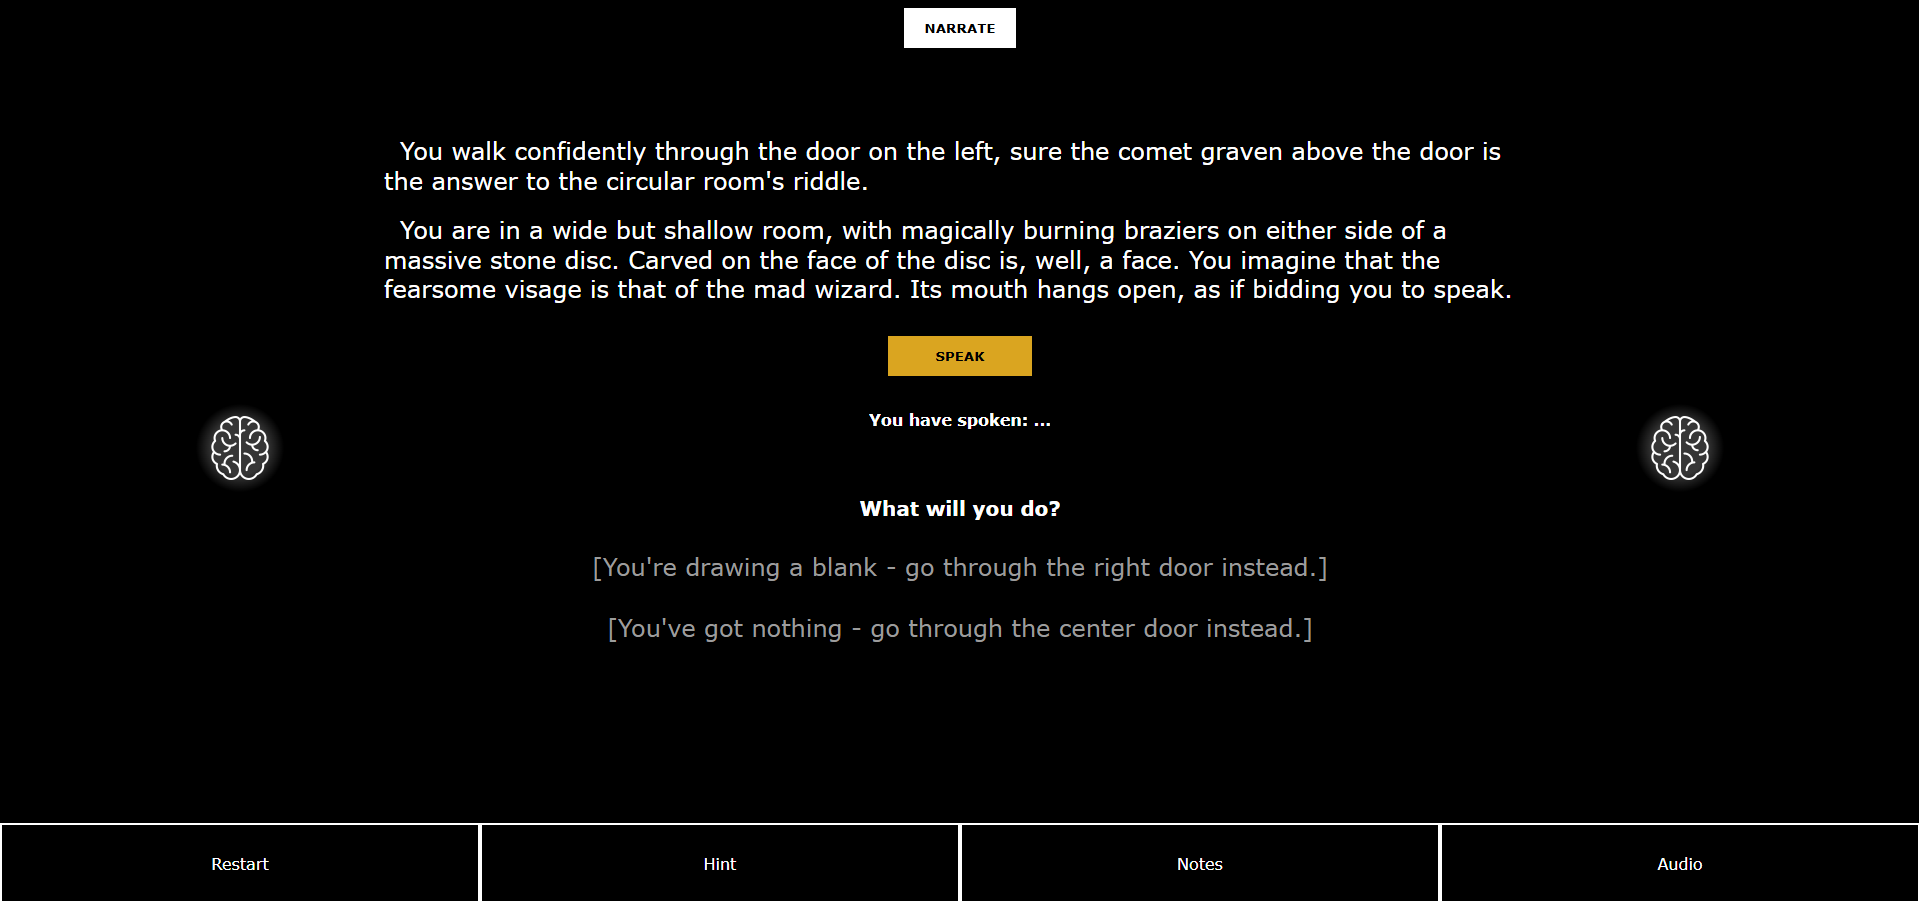 NARRATE
You walk confidently through the door on the left, sure the comet graven above the door is
the answer to the circular room's riddle.
You are in a wide but shallow room, with magically burning braziers on either side of a
massive stone disc. Carved on the face of the disc is, well, a face. You imagine that the
fearsome visage is that of the mad wizard. Its mouth hangs open, as if bidding you to speak.
SPEAK
You have spoken: ...
What will you do?
[You're drawing a blank - go through the right door instead.]
[You've got nothing - go through the center door instead.]
Restart
Hint
Notes
Audio